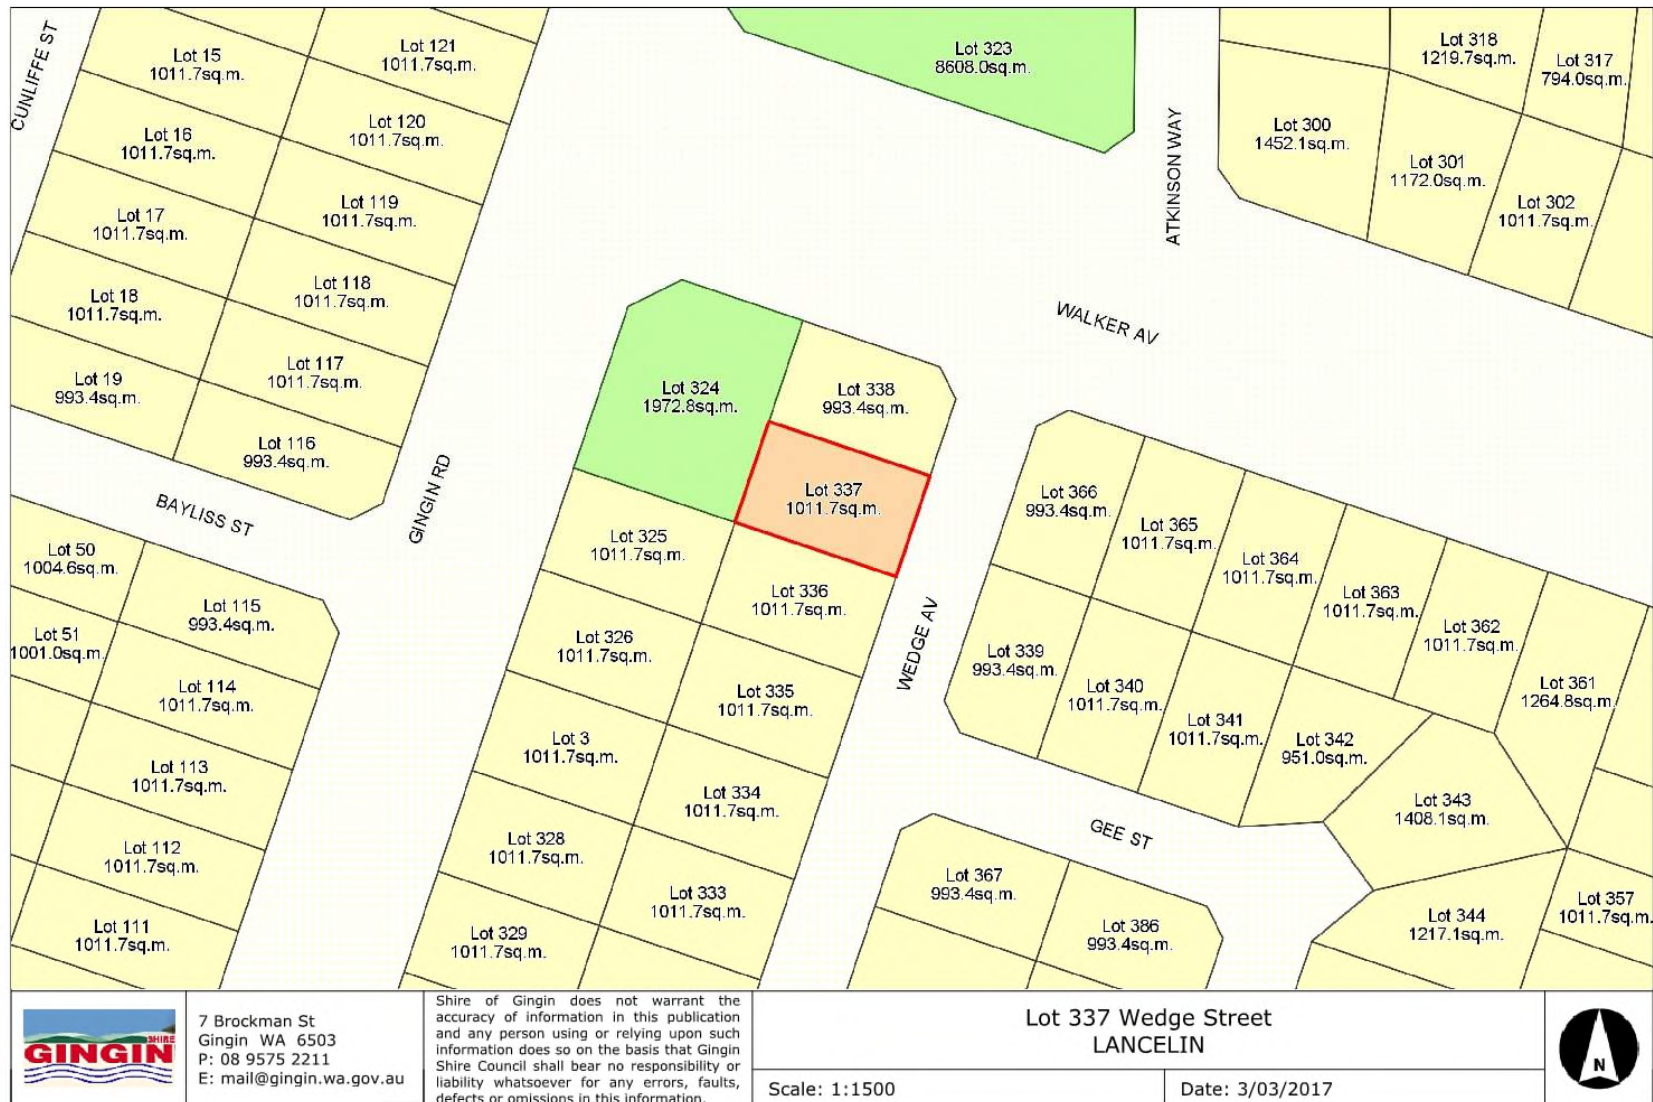 CUNLIFFE ST
Lot 15
1011.7sq.m.
Lot 121
1011.7sq.m.
Lot 323
8608.0sq.m.
Lot 318
1219.7sq.m.
Lot 317
794.0sq.m.
Lot 16
1011.7sq.m.
Lot 120
1011.7sq.m.
ATKINSON WAY
Lot 300
1452.1sq.m.
Lot 301
1172.0sq.m.
Lot 302
1011.7sq.m.
Lot 17
1011.7sq.m.
Lot 119
1011.7sq.m.
Lot 18
1011.7sq.m.
Lot 118
1011.7sq.m.
WALKER AV
Lot 19
993.4sq.m.
Lot 117
1011.7sq.m.
Lot 324
1972.8sq.m.
Lot 338
993.4sq.m.
Lot 116
993.4sq.m.
BAYLISS ST
GINGIN RD
Lot 337
1011.7sq.m.
Lot 366
993.4sq.m.
Lot 365
1011.7sq.m.
Lot 364
1011.7sq.m.
Lot 363
1011.7sq.m.
Lot 362
1011.7sq.m.
Lot 361
1264.8sq.m.
Lot 50
1004.6sq.m.
Lot 115
993.4sq.m.
Lot 325
1011.7sq.m.
Lot 336
1011.7sq.m.
WEDGE AV
Lot 51
1001.0sq.m.
Lot 114
1011.7sq.m.
Lot 326
1011.7sq.m.
Lot 335
1011.7sq.m.
Lot 339
993.4sq.m.
Lot 340
1011.7sq.m.
Lot 341
1011.7sq.m.
Lot 342
951.0sq.m.
Lot 343
1408.1sq.m.
Lot 113
1011.7sq.m.
Lot 3
1011.7sq.m.
Lot 334
1011.7sq.m.
GEE ST
Lot 112
1011.7sq.m.
Lot 328
1011.7sq.m.
Lot 333
1011.7sq.m.
Lot 367
993.4sq.m.
Lot 386
993.4sq.m.
Lot 344
1217.1sq.m.
Lot 357
1011.7sq.m.
Lot 111
1011.7sq.m.
Lot 329
1011.7sq.m.
SHIRE
GINGIN
7 Brockman St
Gingin WA 6503
P: 08 9575 2211
E: mail@gingin.wa.gov.au
Shire of Gingin does not warrant the
accuracy of information in this publication
and any person using or relying upon such
information does so on the basis that Gingin
Shire Council shall bear no responsibility or
liability whatsoever for any errors, faults,
defects or omissions in this information.
Lot 337 Wedge Street
LANCELIN
Scale: 1:1500
Date: 3/03/2017
N